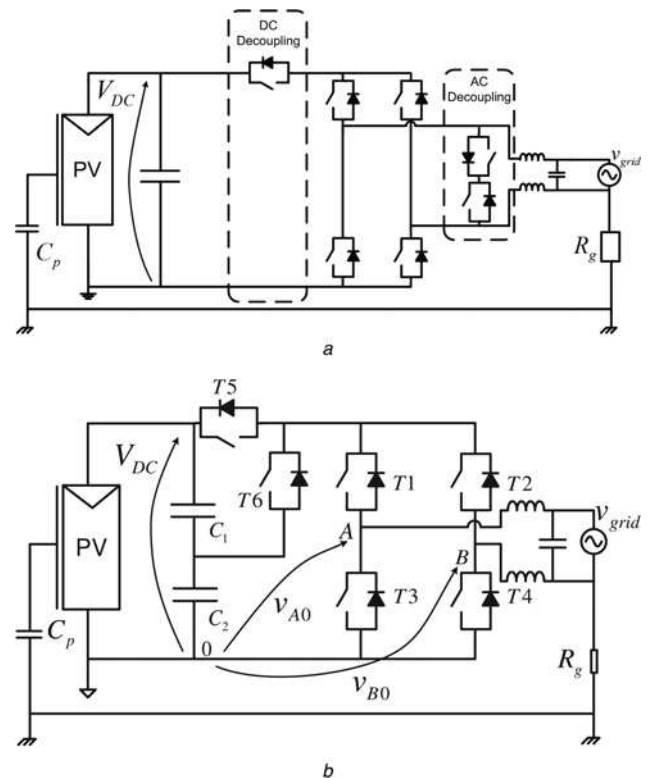 DC
Decoupling
AC
Decoupling
V_DC
PV
v_grid
C_p
R_g
a
T5
V_DC
T6
T1
T2
C_1
A
v_grid
PV
B
C_2
T3
T4
v_A0
C_p
0
R_g
v_B0
b